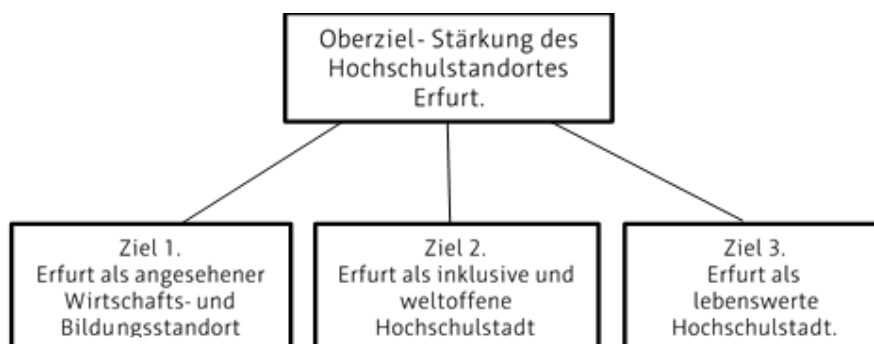 Oberziel- Stärkung des
Hochschulstandortes
Erfurt.
Ziel 1.
Erfurt als angesehener
Wirtschafts- und
Bildungsstandort
Ziel 2.
Erfurt als inklusive und
weltoffene
Hochschulstadt
Ziel 3.
Erfurt als
lebenswerte
Hochschulstadt.